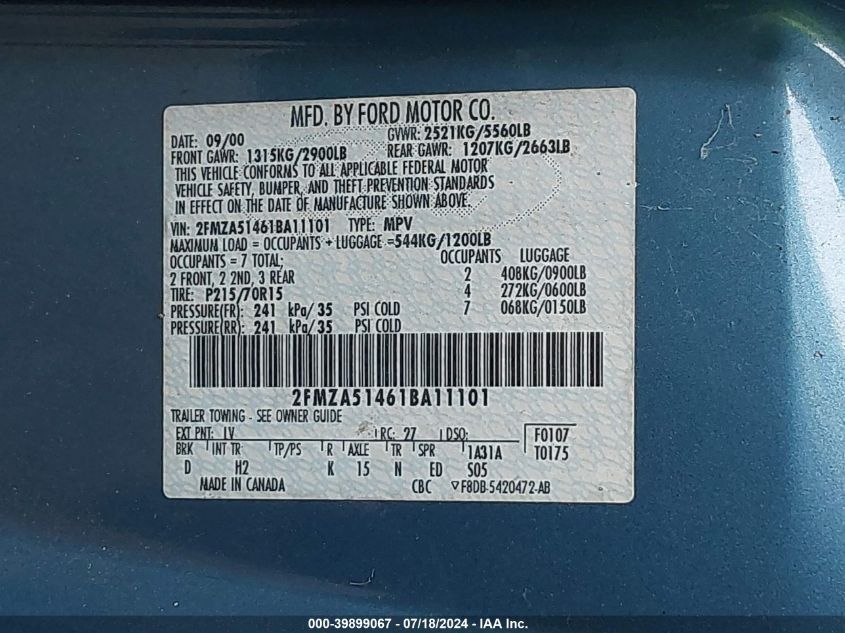 MFD. BY FORD MOTOR CO.
DATE: 09/00 GVWR: 2521KG/5560LB
FRONT GAWR: 1315KG/2900LB REAR GAWR: 1207KG/2663LB
THIS VEHICLE CONFORMS TO ALL APPLICABLE FEDERAL MOTOR
VEHICLE SAFETY, BUMPER, AND THEFT PREVENTION STANDARDS
IN EFFECT ON THE DATE OF MANUFACTURE SHOWN ABOVE.
VIN: 2FMZA51461BA11101 TYPE: MPV
MAXIMUM LOAD = OCCUPANTS + LUGGAGE =544KG/1200LB
OCCUPANTS = 7 TOTAL; OCCUPANTS LUGGAGE
2 FRONT, 2 2ND, 3 REAR 2 408KG/0900LB
TIRE: P215/70R15 4 272KG/0600LB
PRESSURE(FR): 241 kPa/35 PSI COLD 7 068KG/0150LB
PRESSURE(RR): 241 kPa/35 PSI COLD
2FMZA51461BA11101
TRAILER TOWING - SEE OWNER GUIDE
EXT PNT: LV RC: 27 DSO: F0107
BRK INT TR TP/PS R AXLE TR SPR 1A31A T0175
D H2 K 15 N ED S05
MADE IN CANADA CBC ▽F8DB-5420472-AB
000-39899067 - 07/18/2024 - IAA Inc.